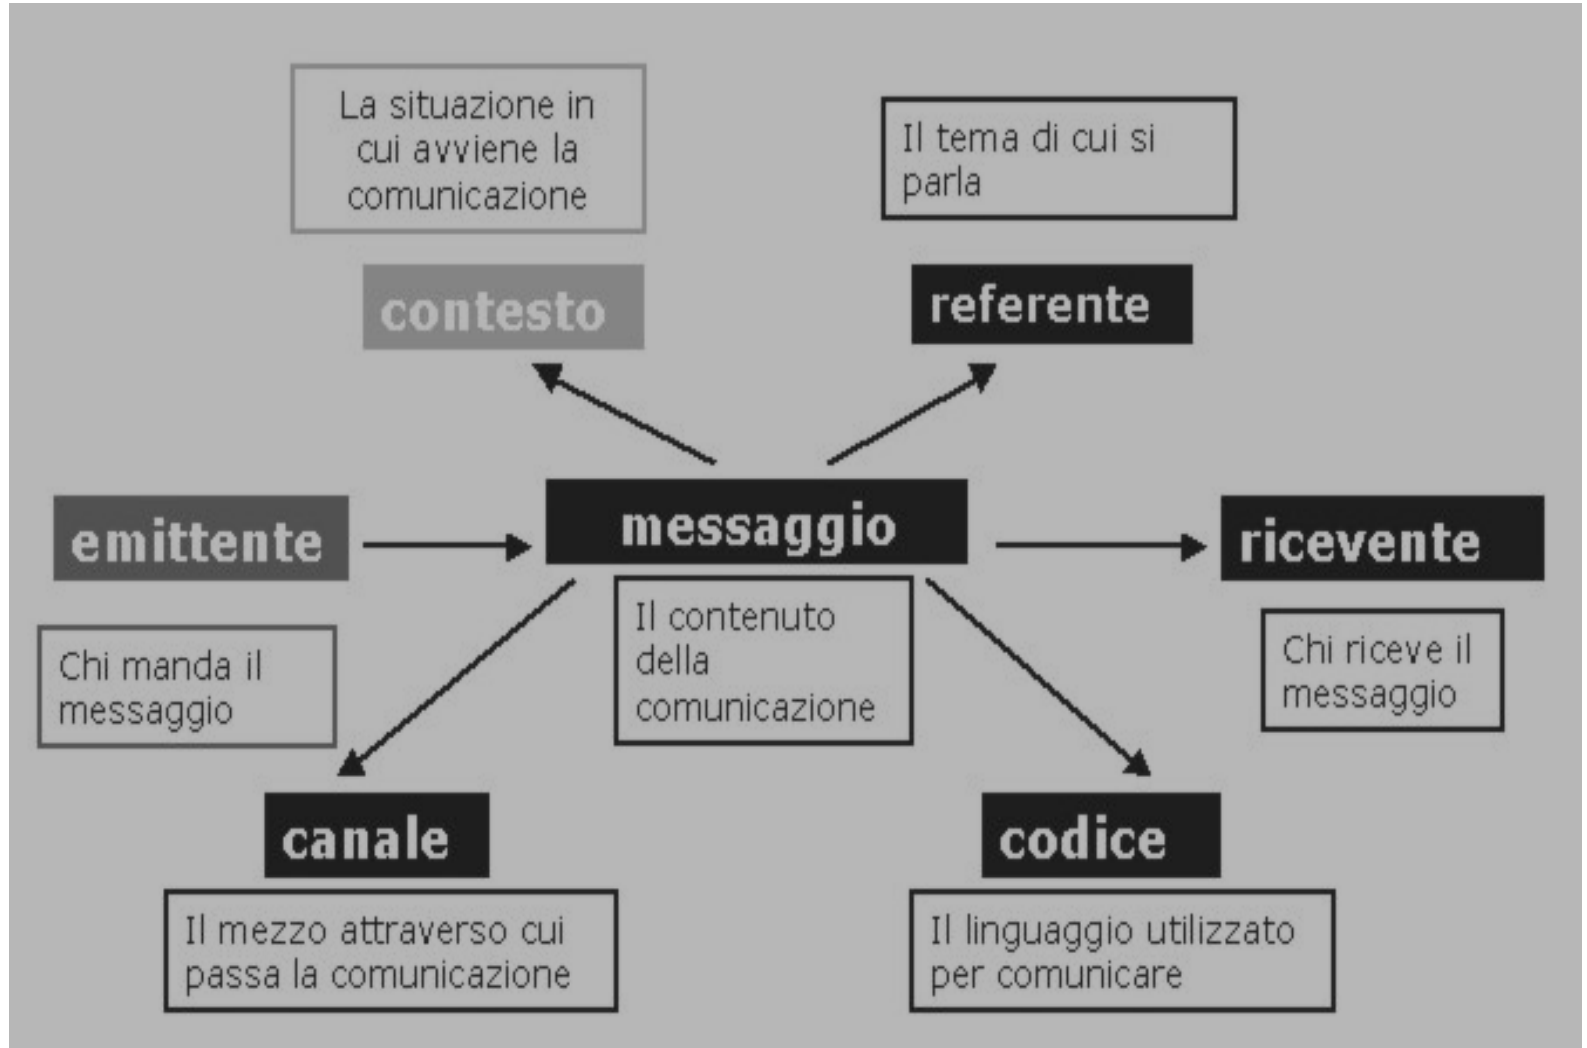 La situazione in
cui avviene la
comunicazione
Il tema di cui si
parla
contesto
referente
emittente
messaggio
ricevente
Chi manda il
messaggio
Il contenuto
della
comunicazione
Chi riceve il
messaggio
canale
codice
Il mezzo attraverso cui
passa la comunicazione
Il linguaggio utilizzato
per comunicare